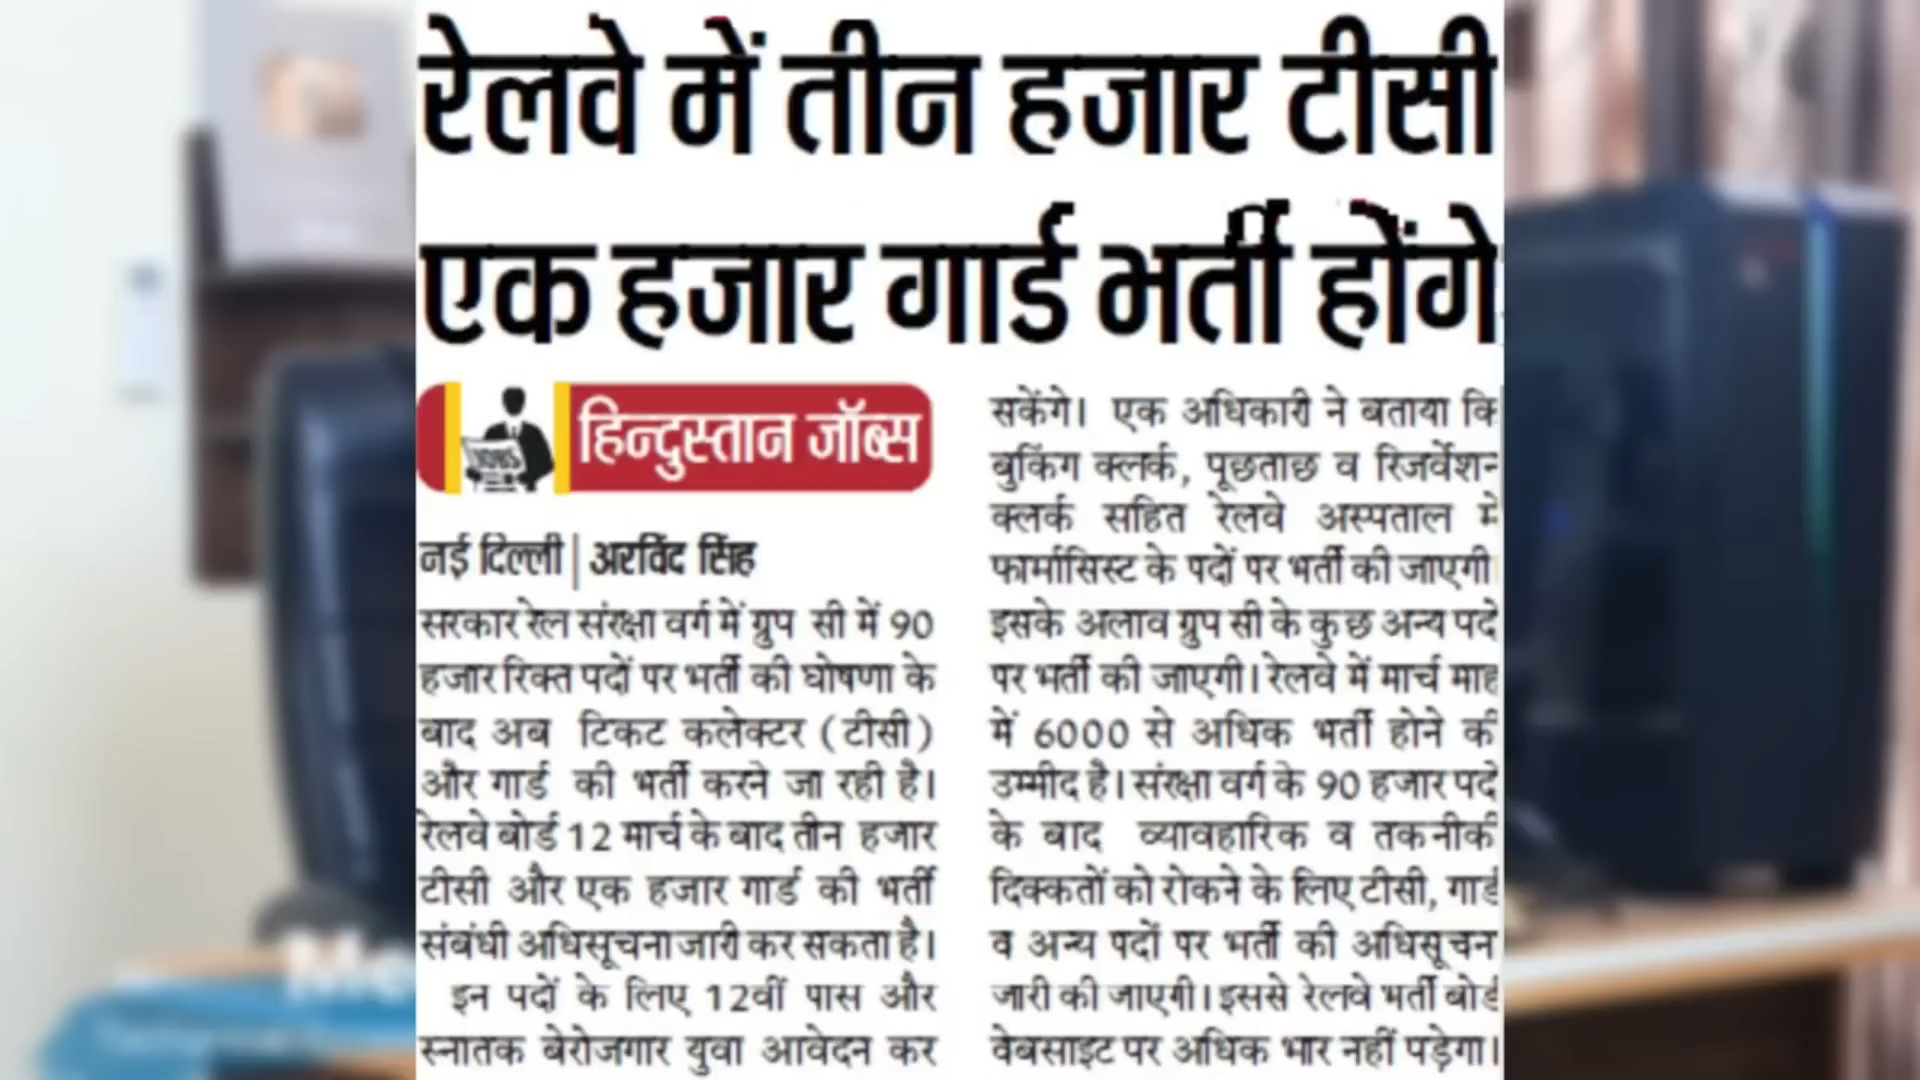 रेलवे में तीन हजार टीसी
एक हजार गार्ड भर्ती होंगे
JOBS
हिन्दुस्तान जॉब्स
नई दिल्ली | अरविंद सिंह
सरकार रेल संरक्षा वर्ग में ग्रुप सी में 90
हजार रिक्त पदों पर भर्ती की घोषणा के
बाद अब टिकट कलेक्टर (टीसी)
और गार्ड की भर्ती करने जा रही है।
रेलवे बोर्ड 12 मार्च के बाद तीन हजार
टीसी और एक हजार गार्ड की भर्ती
संबंधी अधिसूचना जारी कर सकता है।
इन पदों के लिए 12वीं पास और
स्नातक बेरोजगार युवा आवेदन कर
सकेंगे। एक अधिकारी ने बताया कि
बुकिंग क्लर्क, पूछताछ व रिजर्वेशन
क्लर्क सहित रेलवे अस्पताल में
फार्मासिस्ट के पदों पर भर्ती की जाएगी।
इसके अलाव ग्रुप सी के कुछ अन्य पदों
पर भर्ती की जाएगी। रेलवे में मार्च माह
में 6000 से अधिक भर्ती होने की
उम्मीद है। संरक्षा वर्ग के 90 हजार पदों
के बाद व्यावहारिक व तकनीकी
दिक्कतों को रोकने के लिए टीसी, गार्ड
व अन्य पदों पर भर्ती की अधिसूचना
जारी की जाएगी। इससे रेलवे भर्ती बोर्ड
वेबसाइट पर अधिक भार नहीं पड़ेगा।